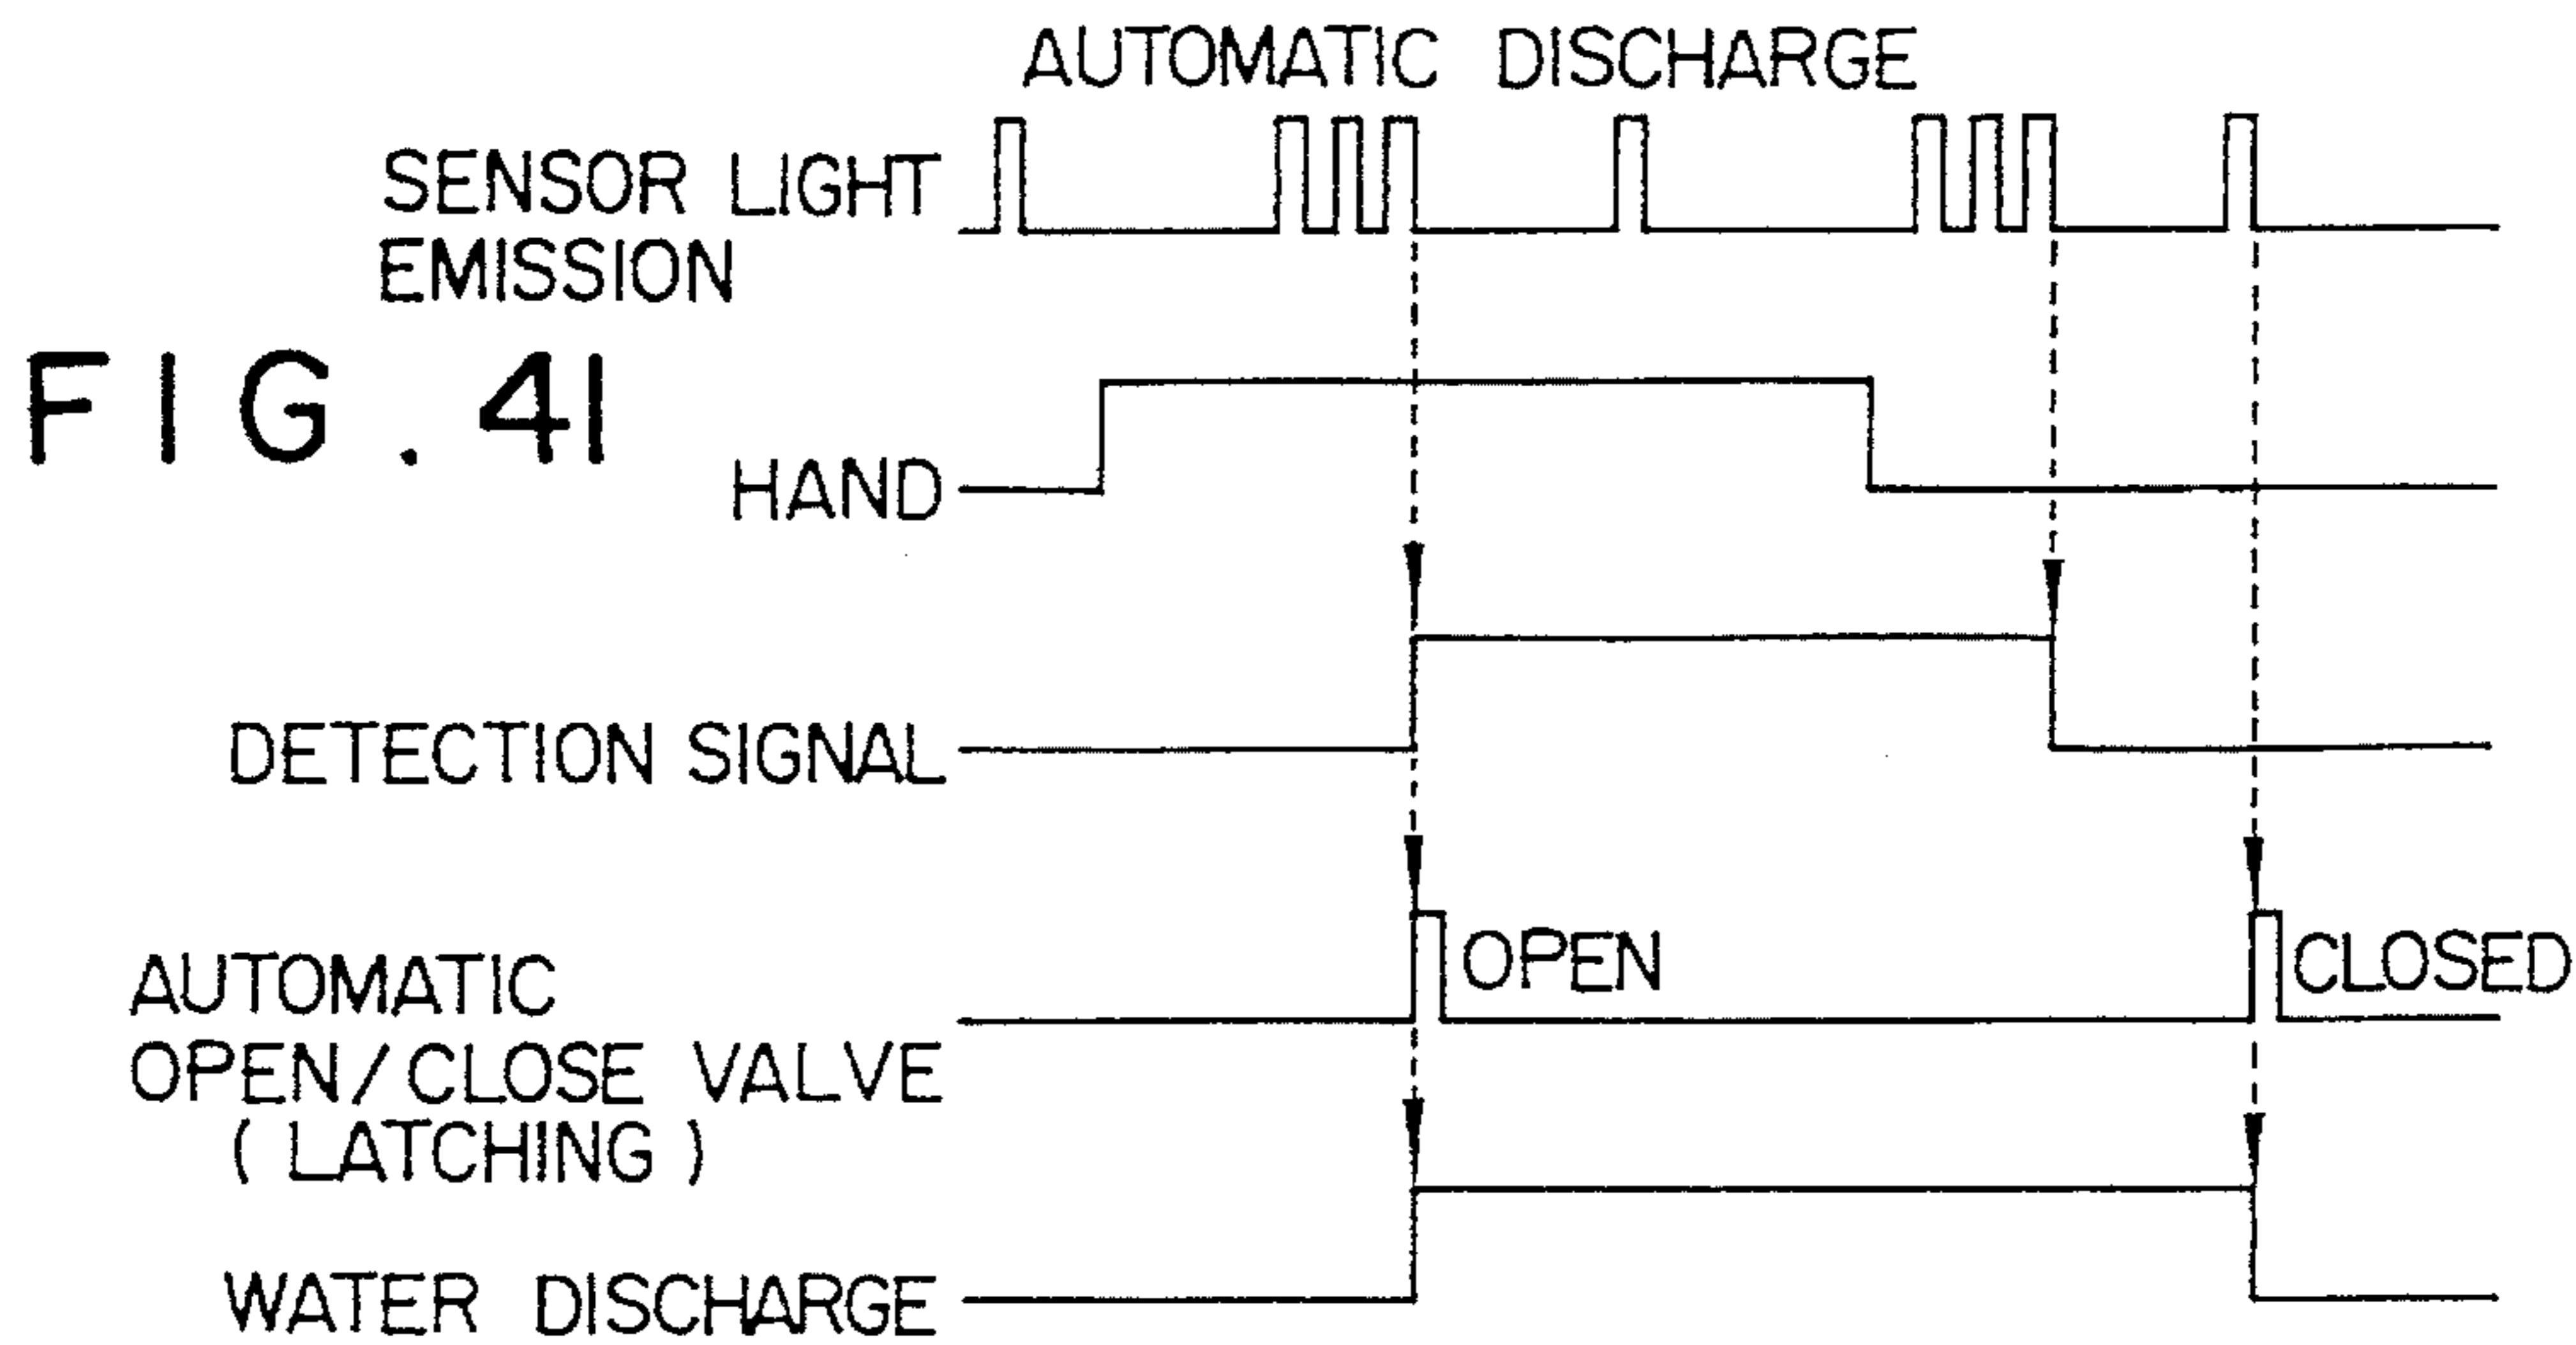 AUTOMATIC DISCHARGE
SENSOR LIGHT
EMISSION
FIG. 41
HAND
DETECTION SIGNAL
OPEN
CLOSED
AUTOMATIC
OPEN/CLOSE VALVE
(LATCHING)
WATER DISCHARGE